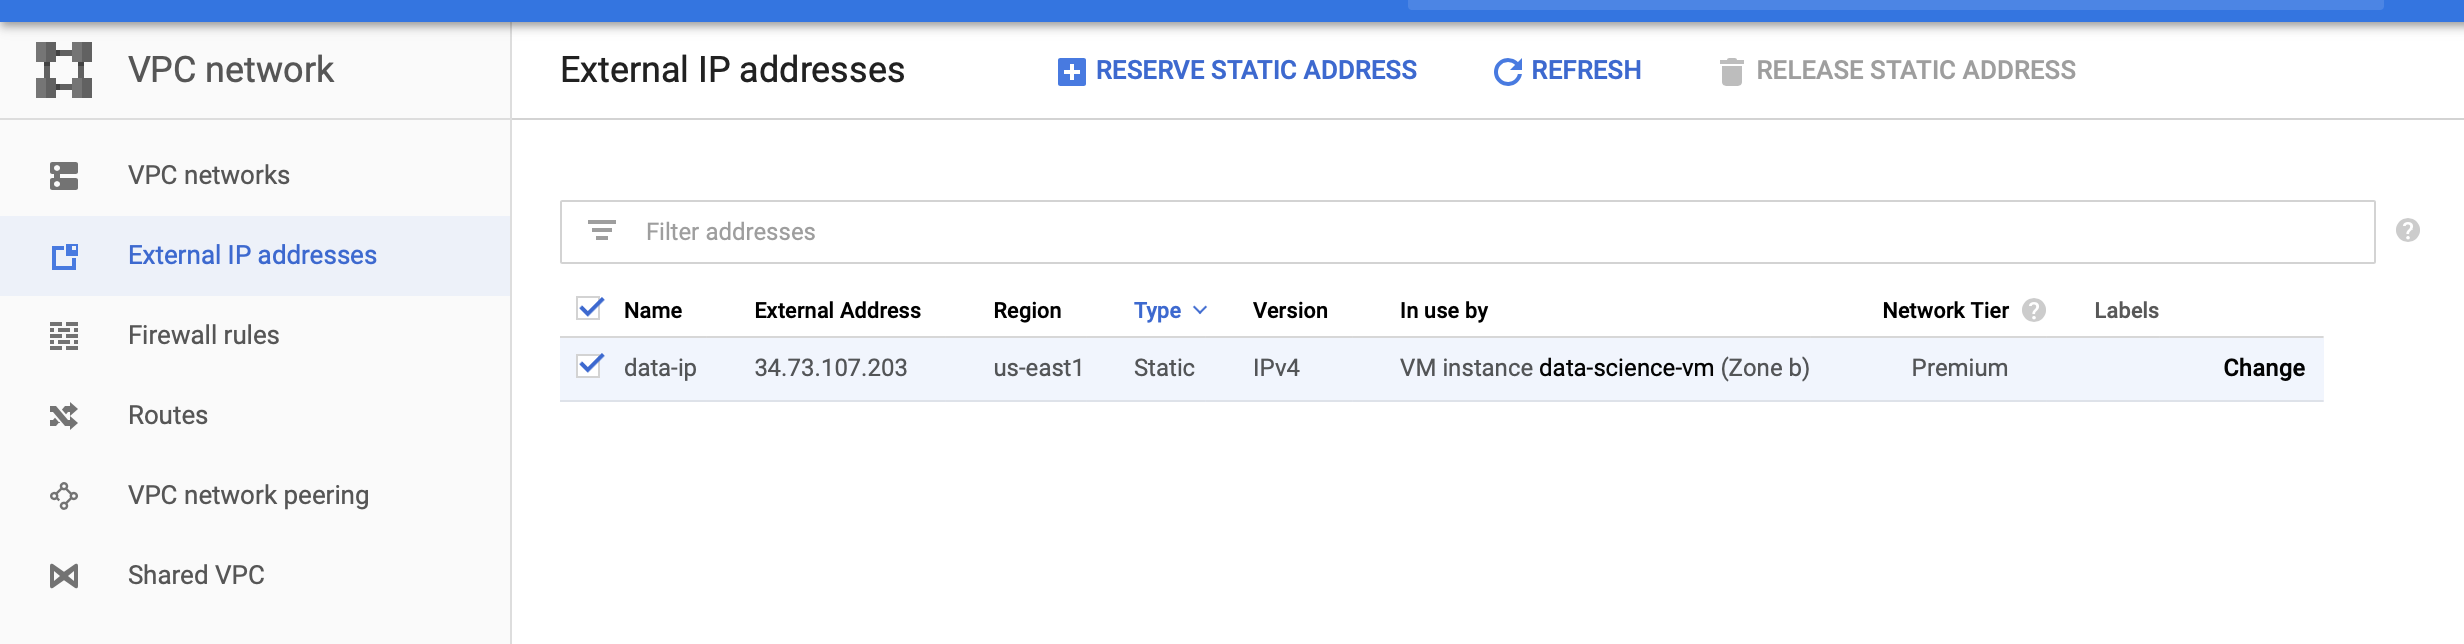 VPC network
External IP addresses
RESERVE STATIC ADDRESS
REFRESH
RELEASE STATIC ADDRESS
VPC networks
External IP addresses
Firewall rules
Routes
VPC network peering
Shared VPC
Filter addresses
?
Name External Address Region Type Version In use by Network Tier ? Labels
data-ip 34.73.107.203 us-east1 Static IPv4 VM instance data-science-vm (Zone b) Premium Change